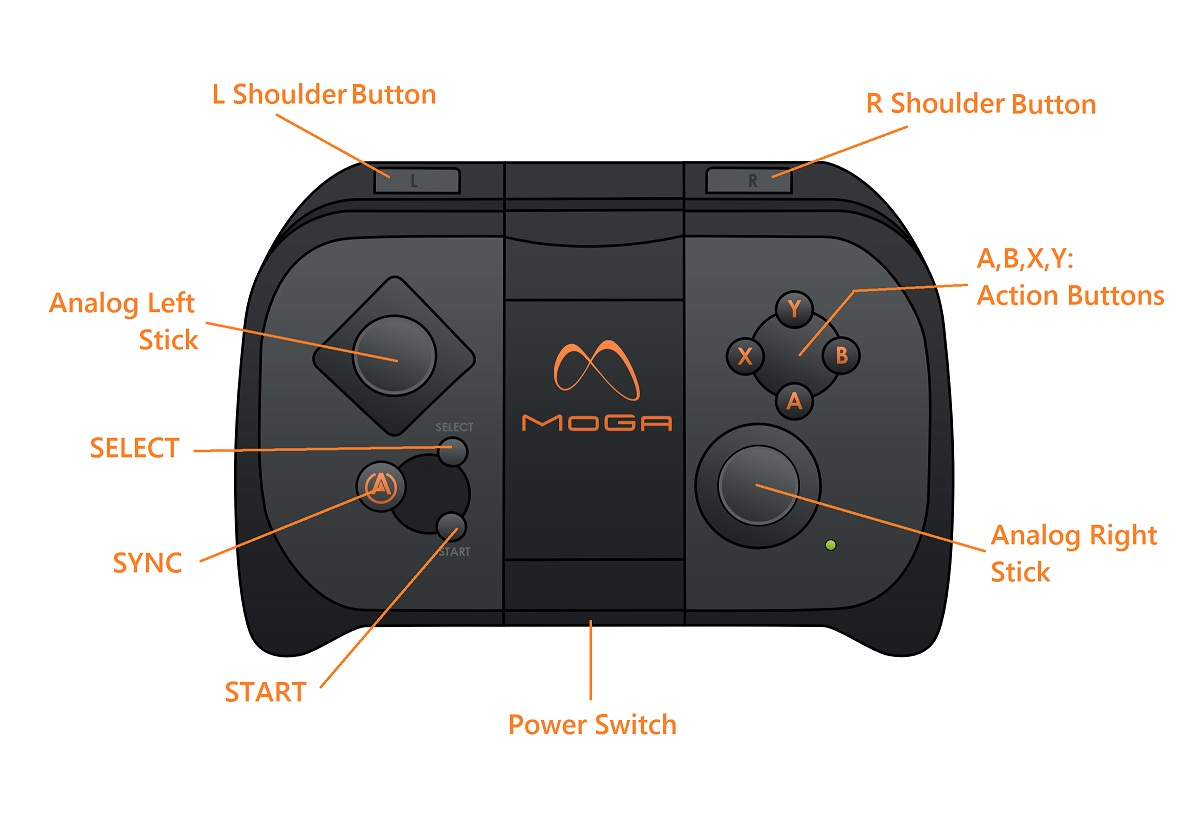 L Shoulder Button
R Shoulder Button
L
R
A,B,X,Y:
Action Buttons
Analog Left
Stick
Y
X
B
A
MOGA
SELECT
SELECT
A
START
SYNC
Analog Right
Stick
START
Power Switch